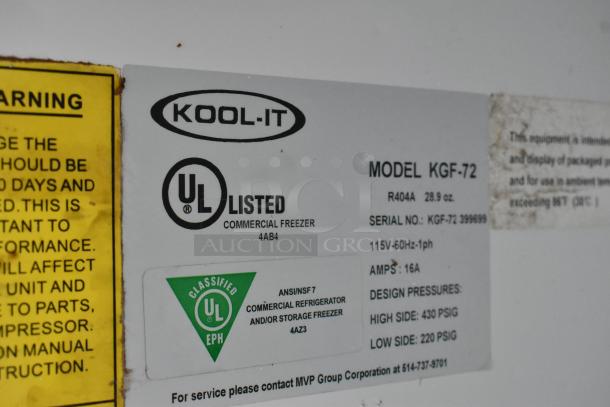 ARNING
GE THE
HOULD BE
0 DAYS AND
ED.THIS IS
TANT TO
FORMANCE.
WILL AFFECT
UNIT AND
E TO PARTS,
MPRESSOR.
ON MANUAL
TRUCTION.
KOOL-IT
UL
®
LISTED
COMMERCIAL FREEZER
4AB4
CLASSIFIED
UL
®
EPH
ANSI/NSF 7
COMMERCIAL REFRIGERATOR
AND/OR STORAGE FREEZER
4AZ3
MODEL KGF-72
R404A 28.9 oz.
SERIAL NO.: KGF-72 399699
115V-60Hz-1ph
AMPS: 16A
DESIGN PRESSURES:
HIGH SIDE: 430 PSIG
LOW SIDE: 220 PSIG
For service please contact MVP Group Corporation at 514-737-9701
This equipment is intended
and display of packaged
and for use in ambient
exceeding 86°F (30°C)
AUCTION GROUP